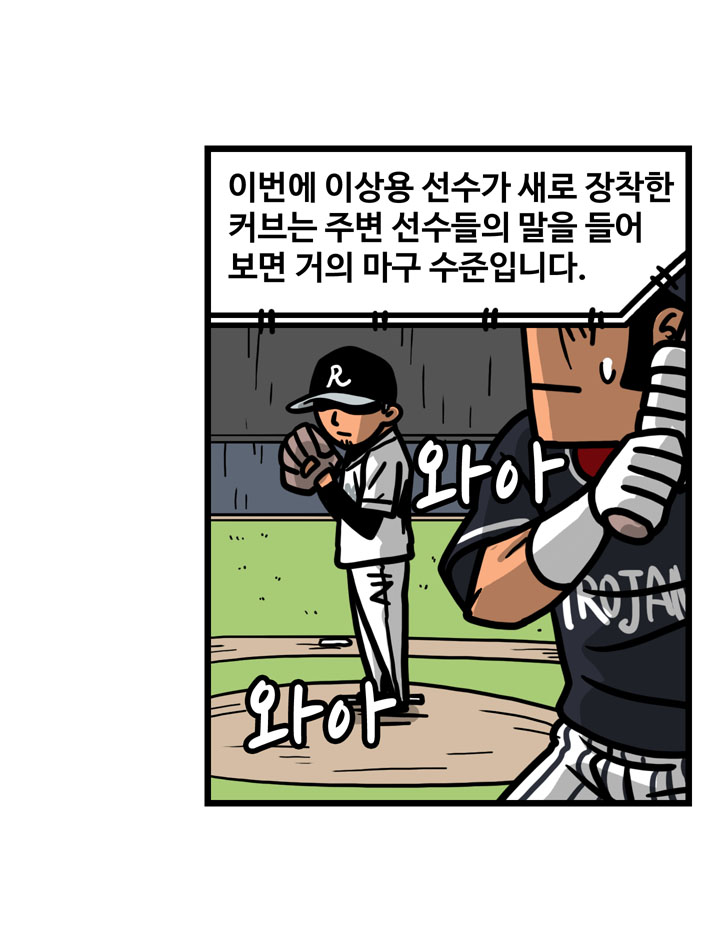 이번에 이상용 선수가 새로 장착한
커브는 주변 선수들의 말을 들어
보면 거의 마구 수준입니다.
R
와아
TROJAN
와아